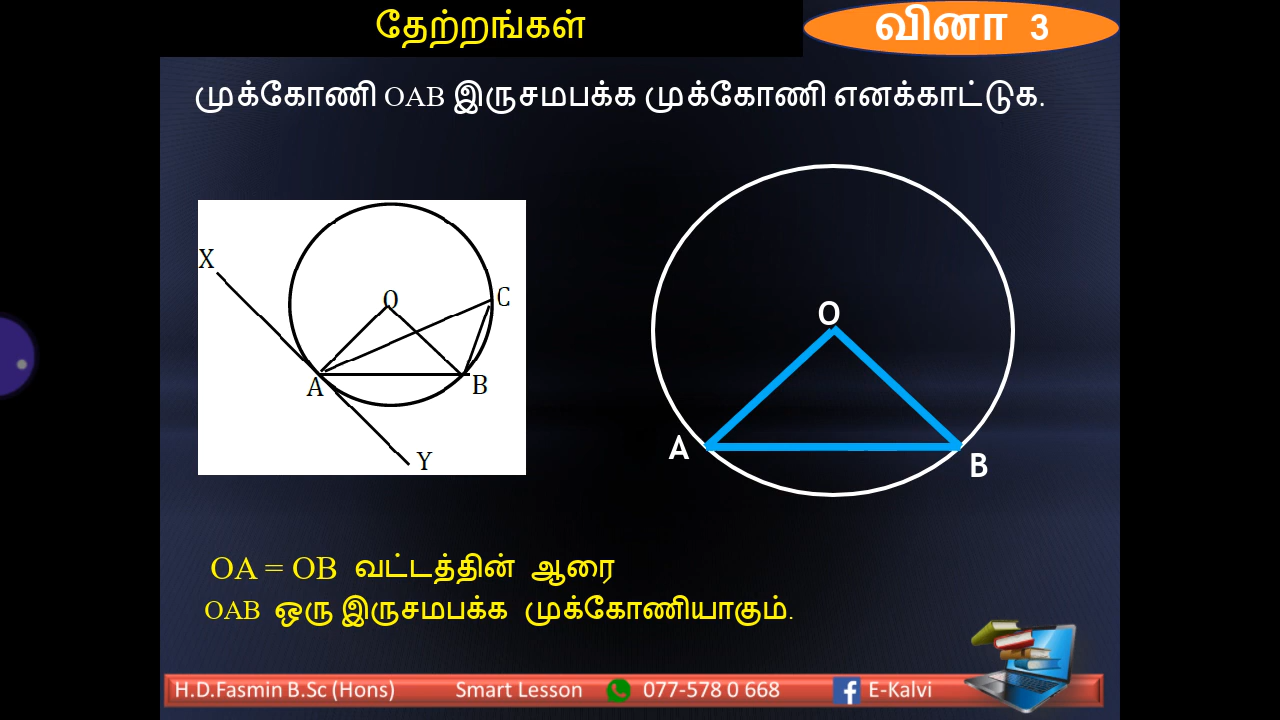 தேற்றங்கள்
வினா 3
முக்கோணி OAB இருசமபக்க முக்கோணி எனக்காட்டுக.
X
O
C
A
B
Y
O
A
B
OA = OB வட்டத்தின் ஆரை
OAB ஒரு இருசமபக்க முக்கோணியாகும்.
H.D.Fasmin B.Sc (Hons) Smart Lesson 077-578 0 668 E-Kalvi